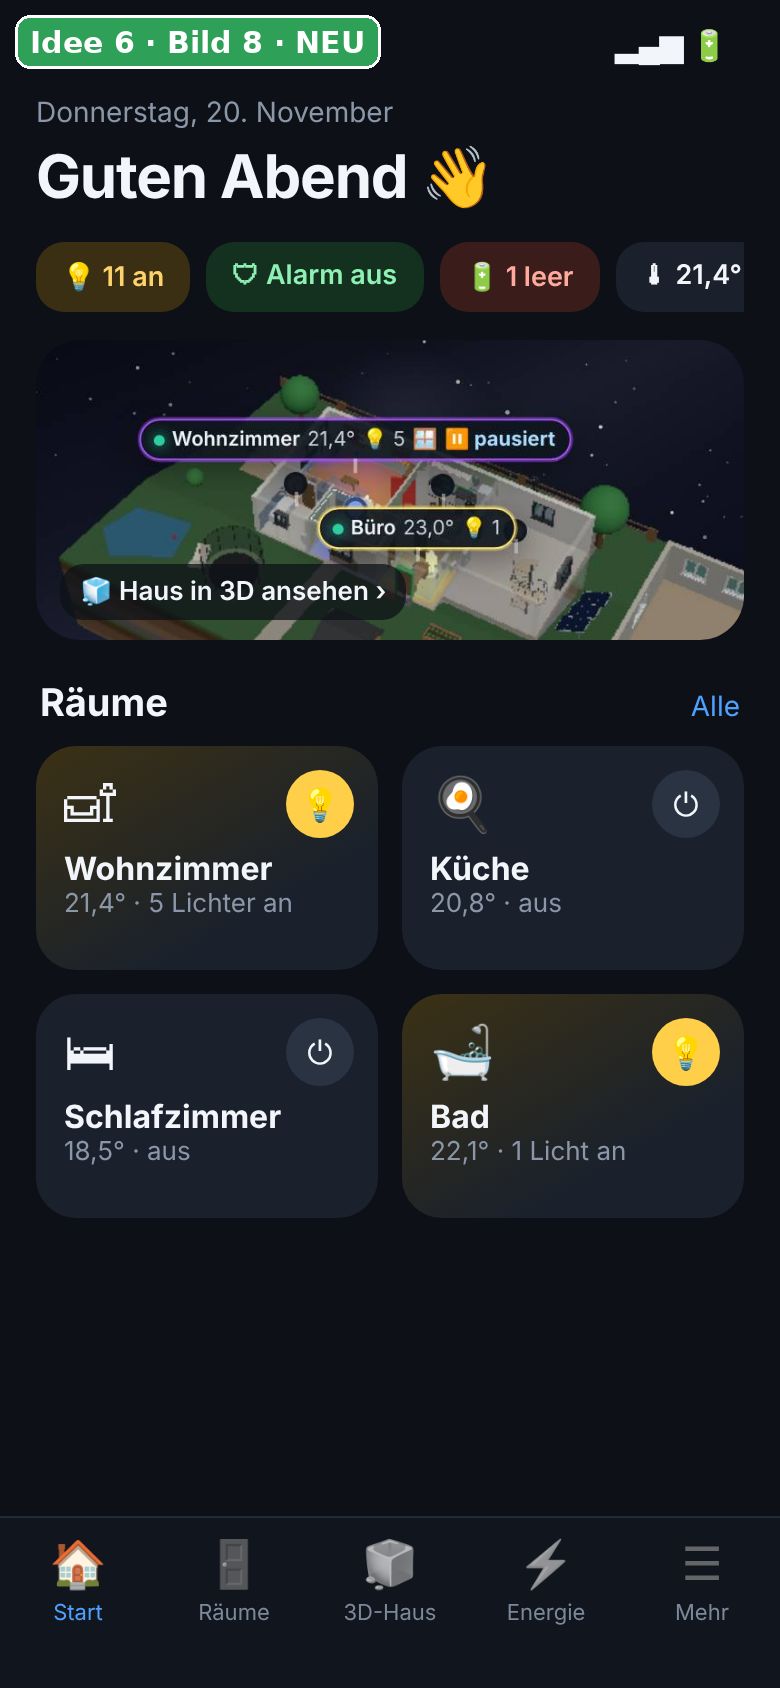 Idee 6 · Bild 8 · NEU
Donnerstag, 20. November
Guten Abend 👋
💡 11 an
🛡 Alarm aus
🔋 1 leer
🌡 21,4°
Wohnzimmer 21,4° 💡 5 🪟 ⏸️ pausiert
Büro 23,0° 💡 1
🧊 Haus in 3D ansehen ›
Räume
Alle
Wohnzimmer
21,4° · 5 Lichter an
Küche
20,8° · aus
Schlafzimmer
18,5° · aus
Bad
22,1° · 1 Licht an
Start
Räume
3D-Haus
Energie
Mehr